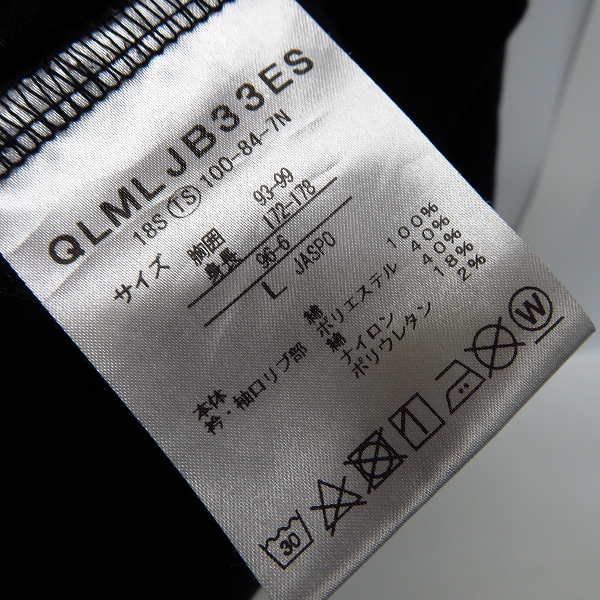 QLMLJB33ES
18S 1S 100-84-7N
サイズ 胸囲 93-99
身長 172-178
96-6
L JASPO
本体 綿 100%
衿・袖口リブ部 ポリエステル 40%
綿 40%
ナイロン 18%
ポリウレタン 2%
30
W